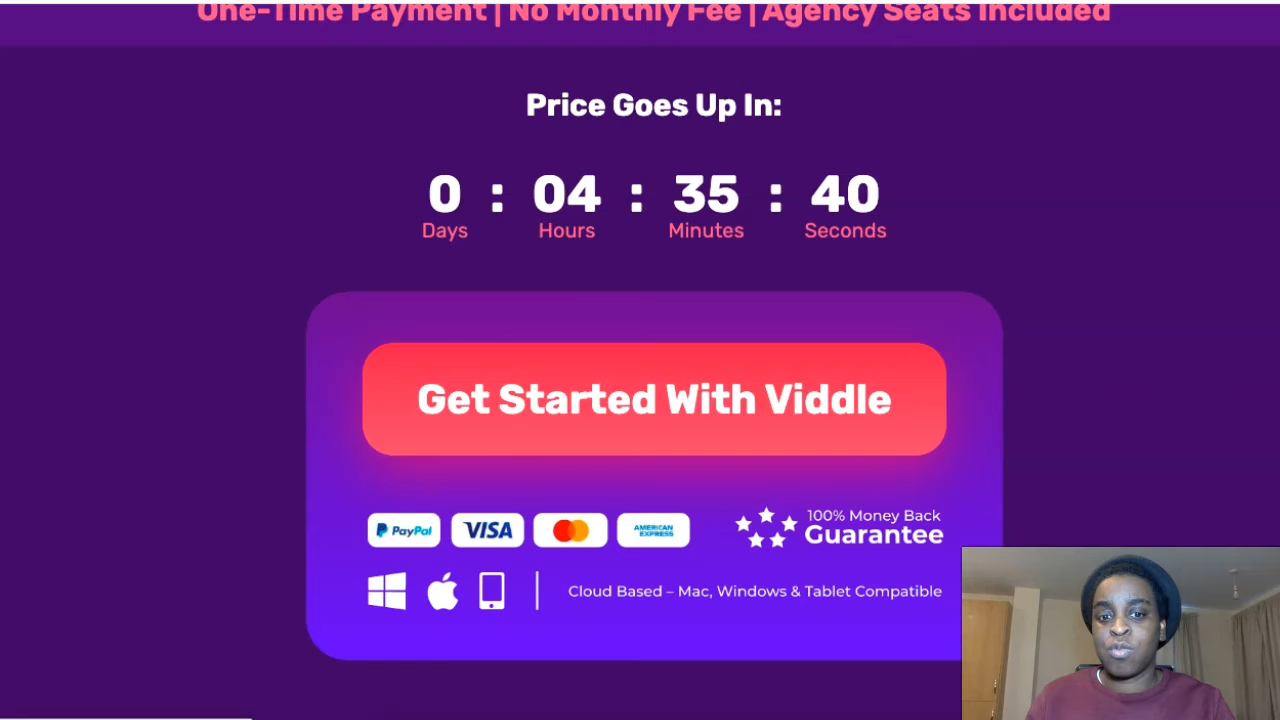 One-Time Payment | No Monthly Fee | Agency Seats Included
Price Goes Up In:
0 : 04 : 35 : 40
Days Hours Minutes Seconds
Get Started With Viddle
PayPal VISA AMERICAN EXPRESS
100% Money Back
Guarantee
Cloud Based – Mac, Windows & Tablet Compatible